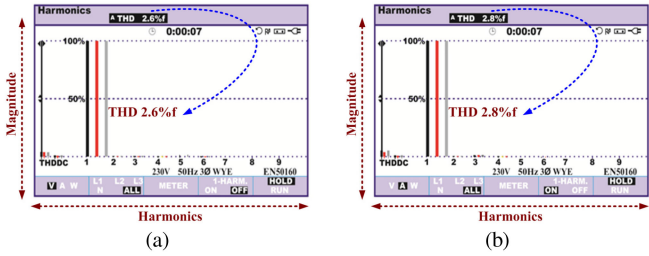 Harmonics
A THD 2.6%f
0:00:07
100%
50%
THD 2.6%f
THDDC 1 2 3 4 5 6 7 8 9
230V 50Hz 3Ø WYE EN50160
V A W
L1 L2 L3
N ALL
METER
1-HARM.
ON OFF
HOLD
RUN
Magnitude
Harmonics
(a)
Harmonics
A THD 2.8%f
0:00:07
100%
50%
THD 2.8%f
THDDC 1 2 3 4 5 6 7 8 9
230V 50Hz 3Ø WYE EN50160
V A W
L1 L2 L3
N ALL
METER
1-HARM.
ON OFF
HOLD
RUN
Magnitude
Harmonics
(b)